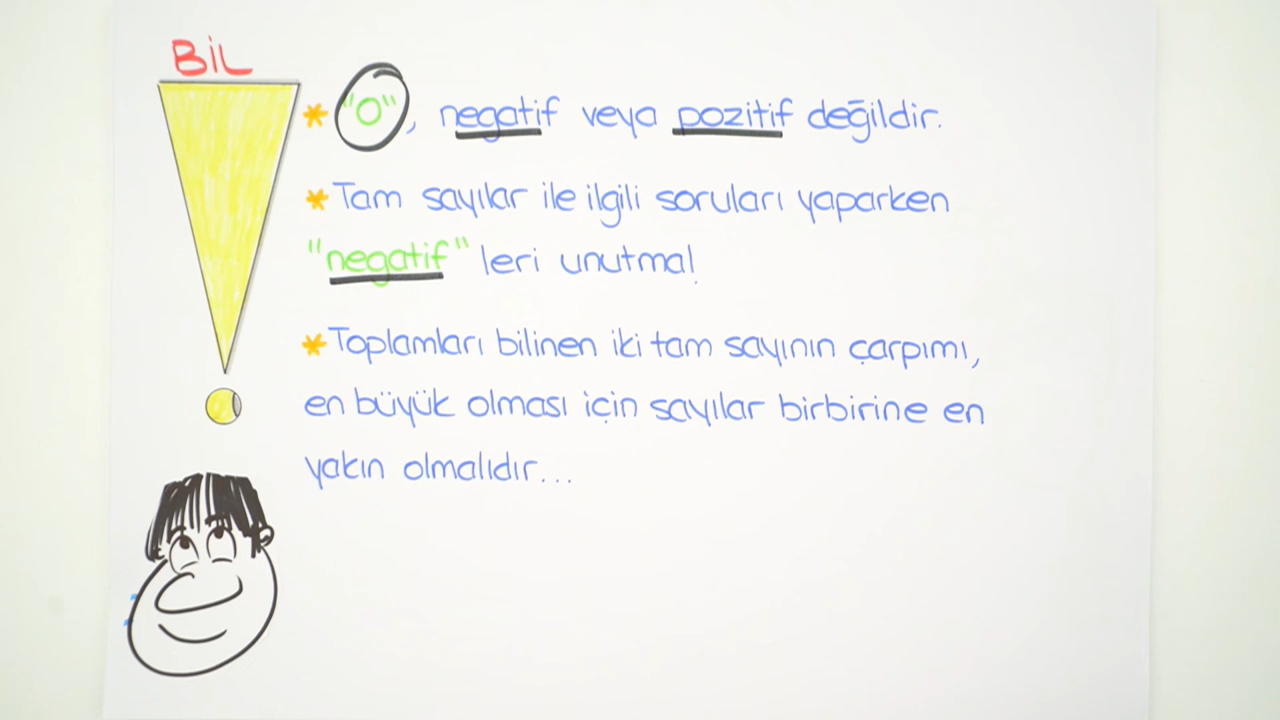 BİL
* "0", negatif veya pozitif değildir.
* Tam sayılar ile ilgili soruları yaparken
"negatif" leri unutma!
* Toplamları bilinen iki tam sayının çarpımı,
en büyük olması için sayılar birbirine en
yakın olmalıdır...